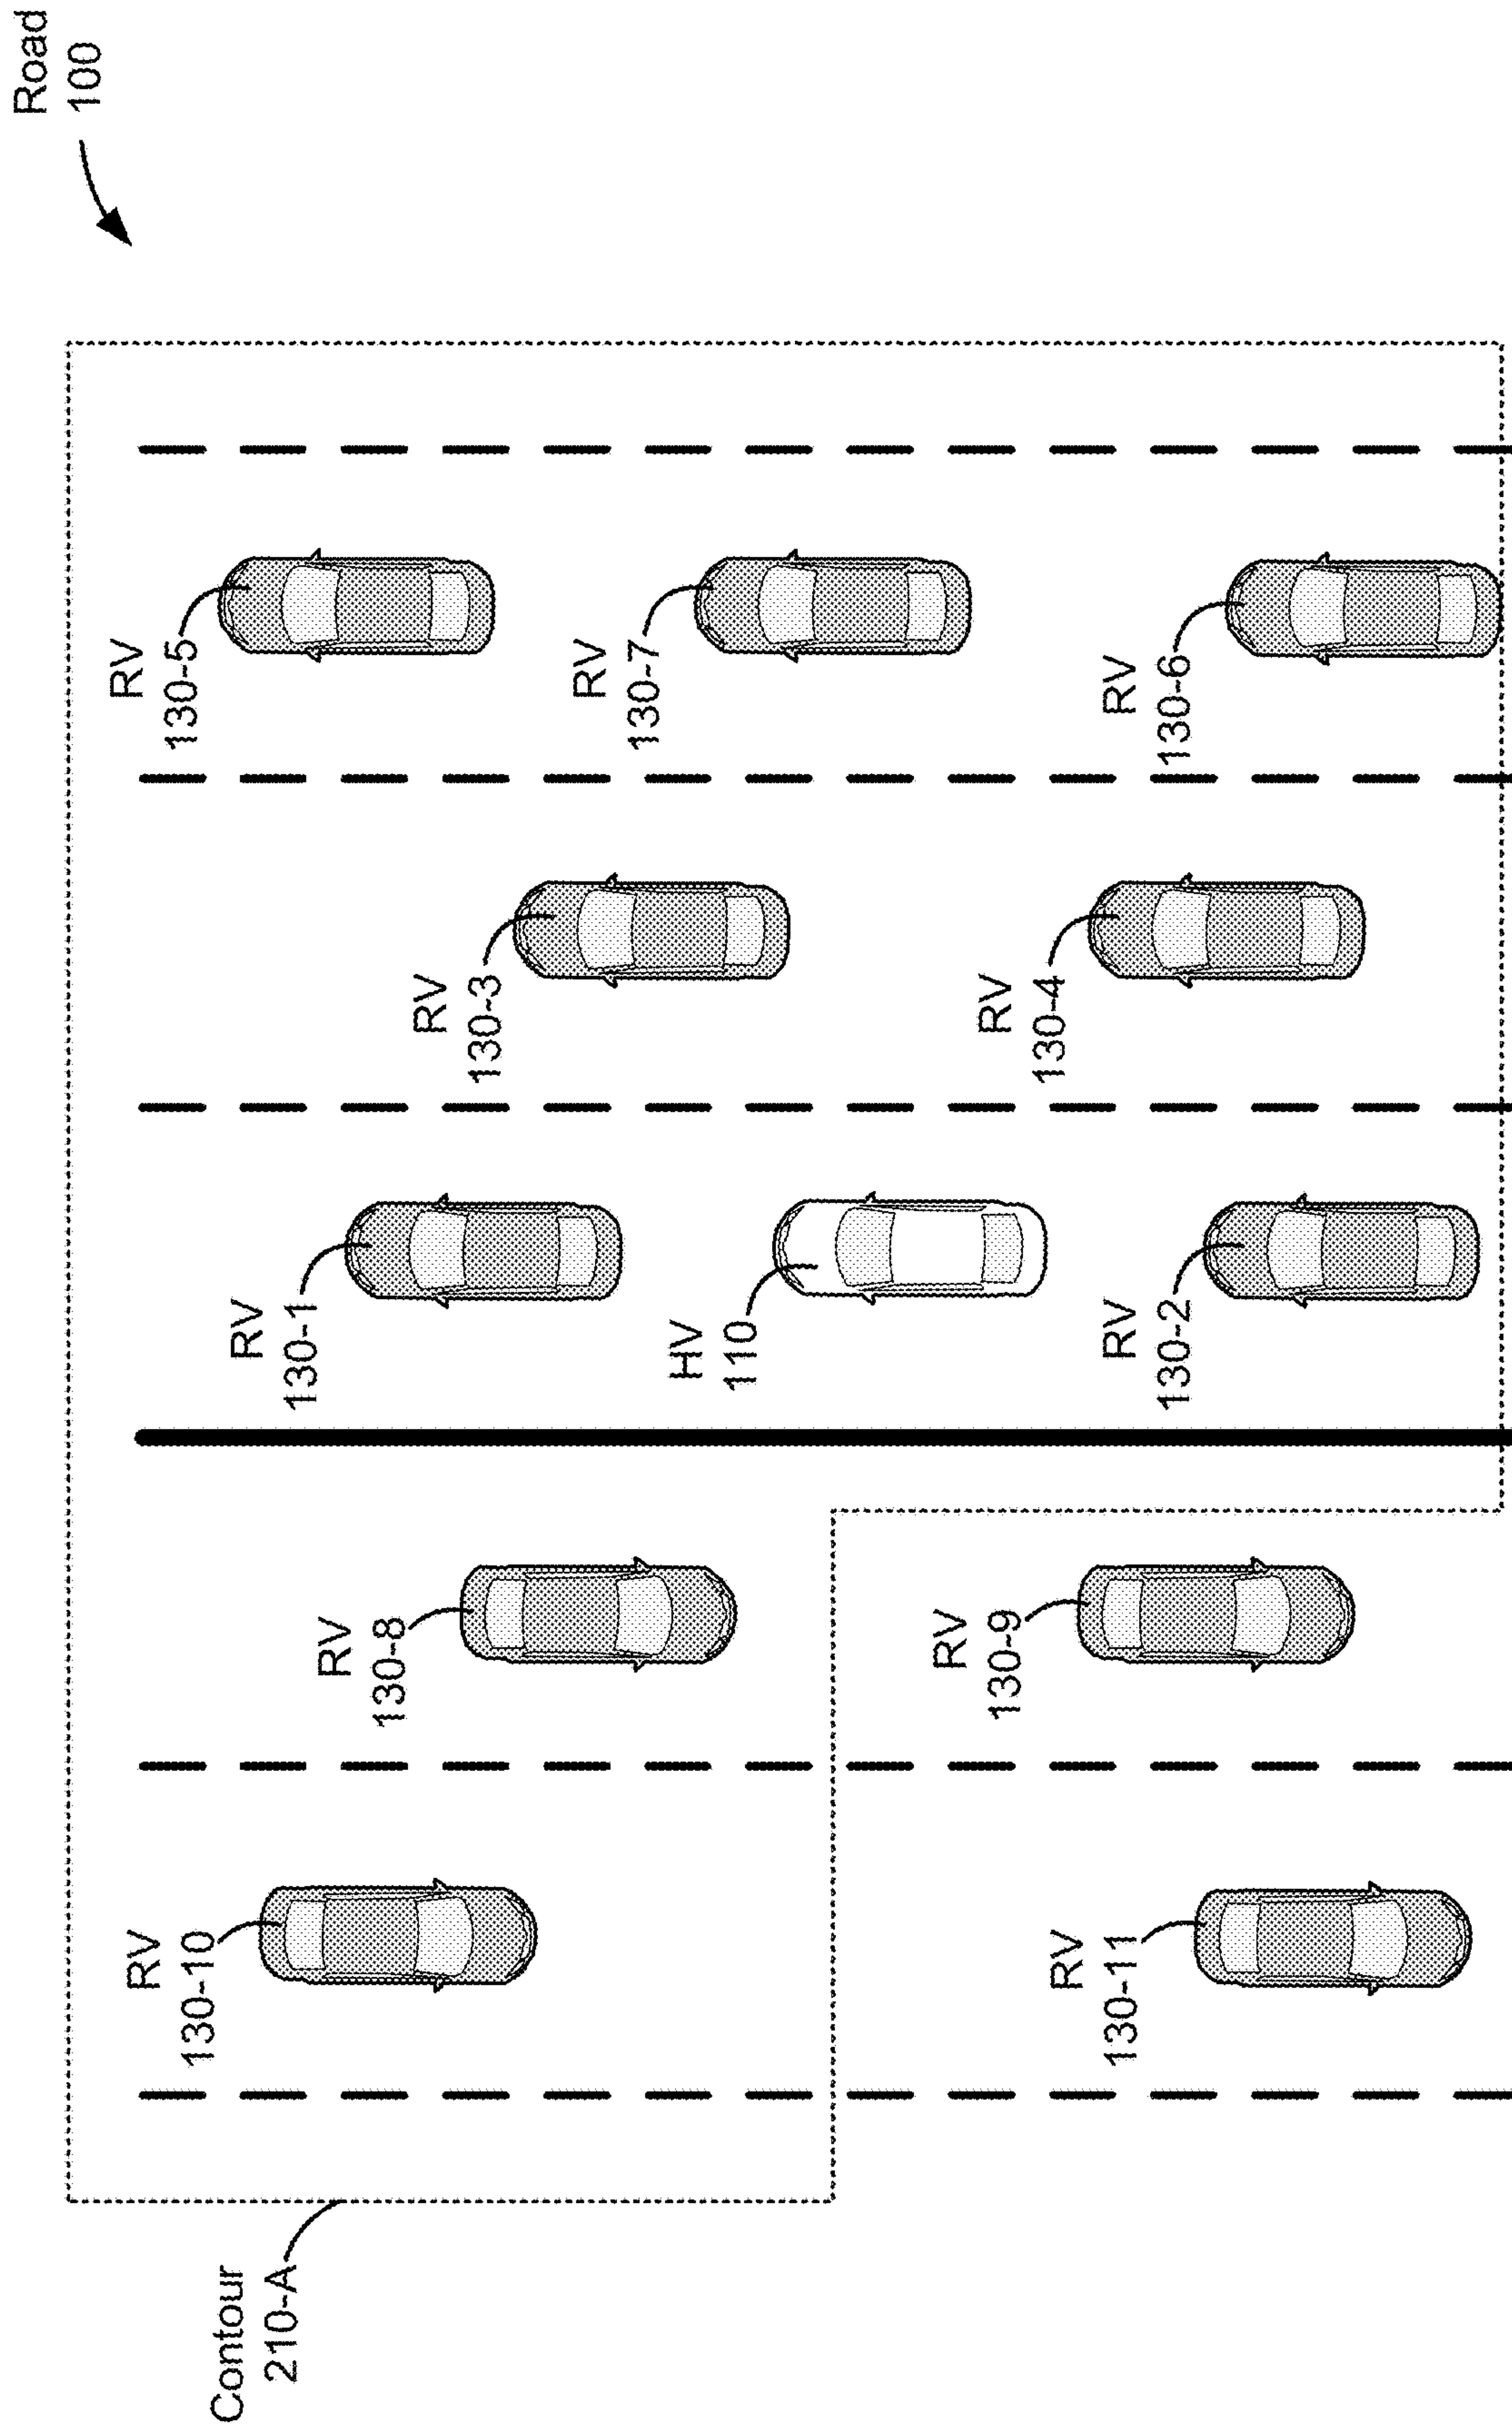 Road
100
RV
130-5
RV
130-7
RV
130-6
RV
130-3
RV
130-4
RV
130-1
HV
110
RV
130-2
RV
130-8
RV
130-9
RV
130-10
RV
130-11
Contour
210-A